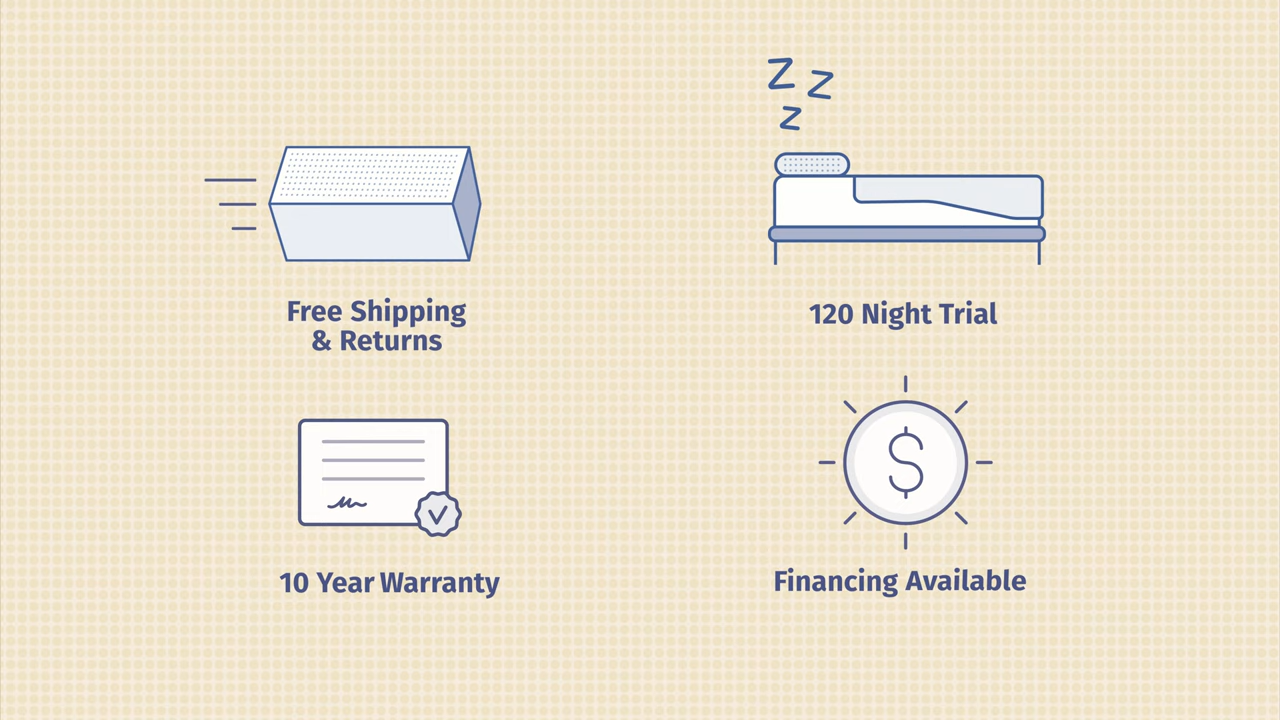 Z Z
Z
Free Shipping
& Returns
120 Night Trial
$
10 Year Warranty
Financing Available